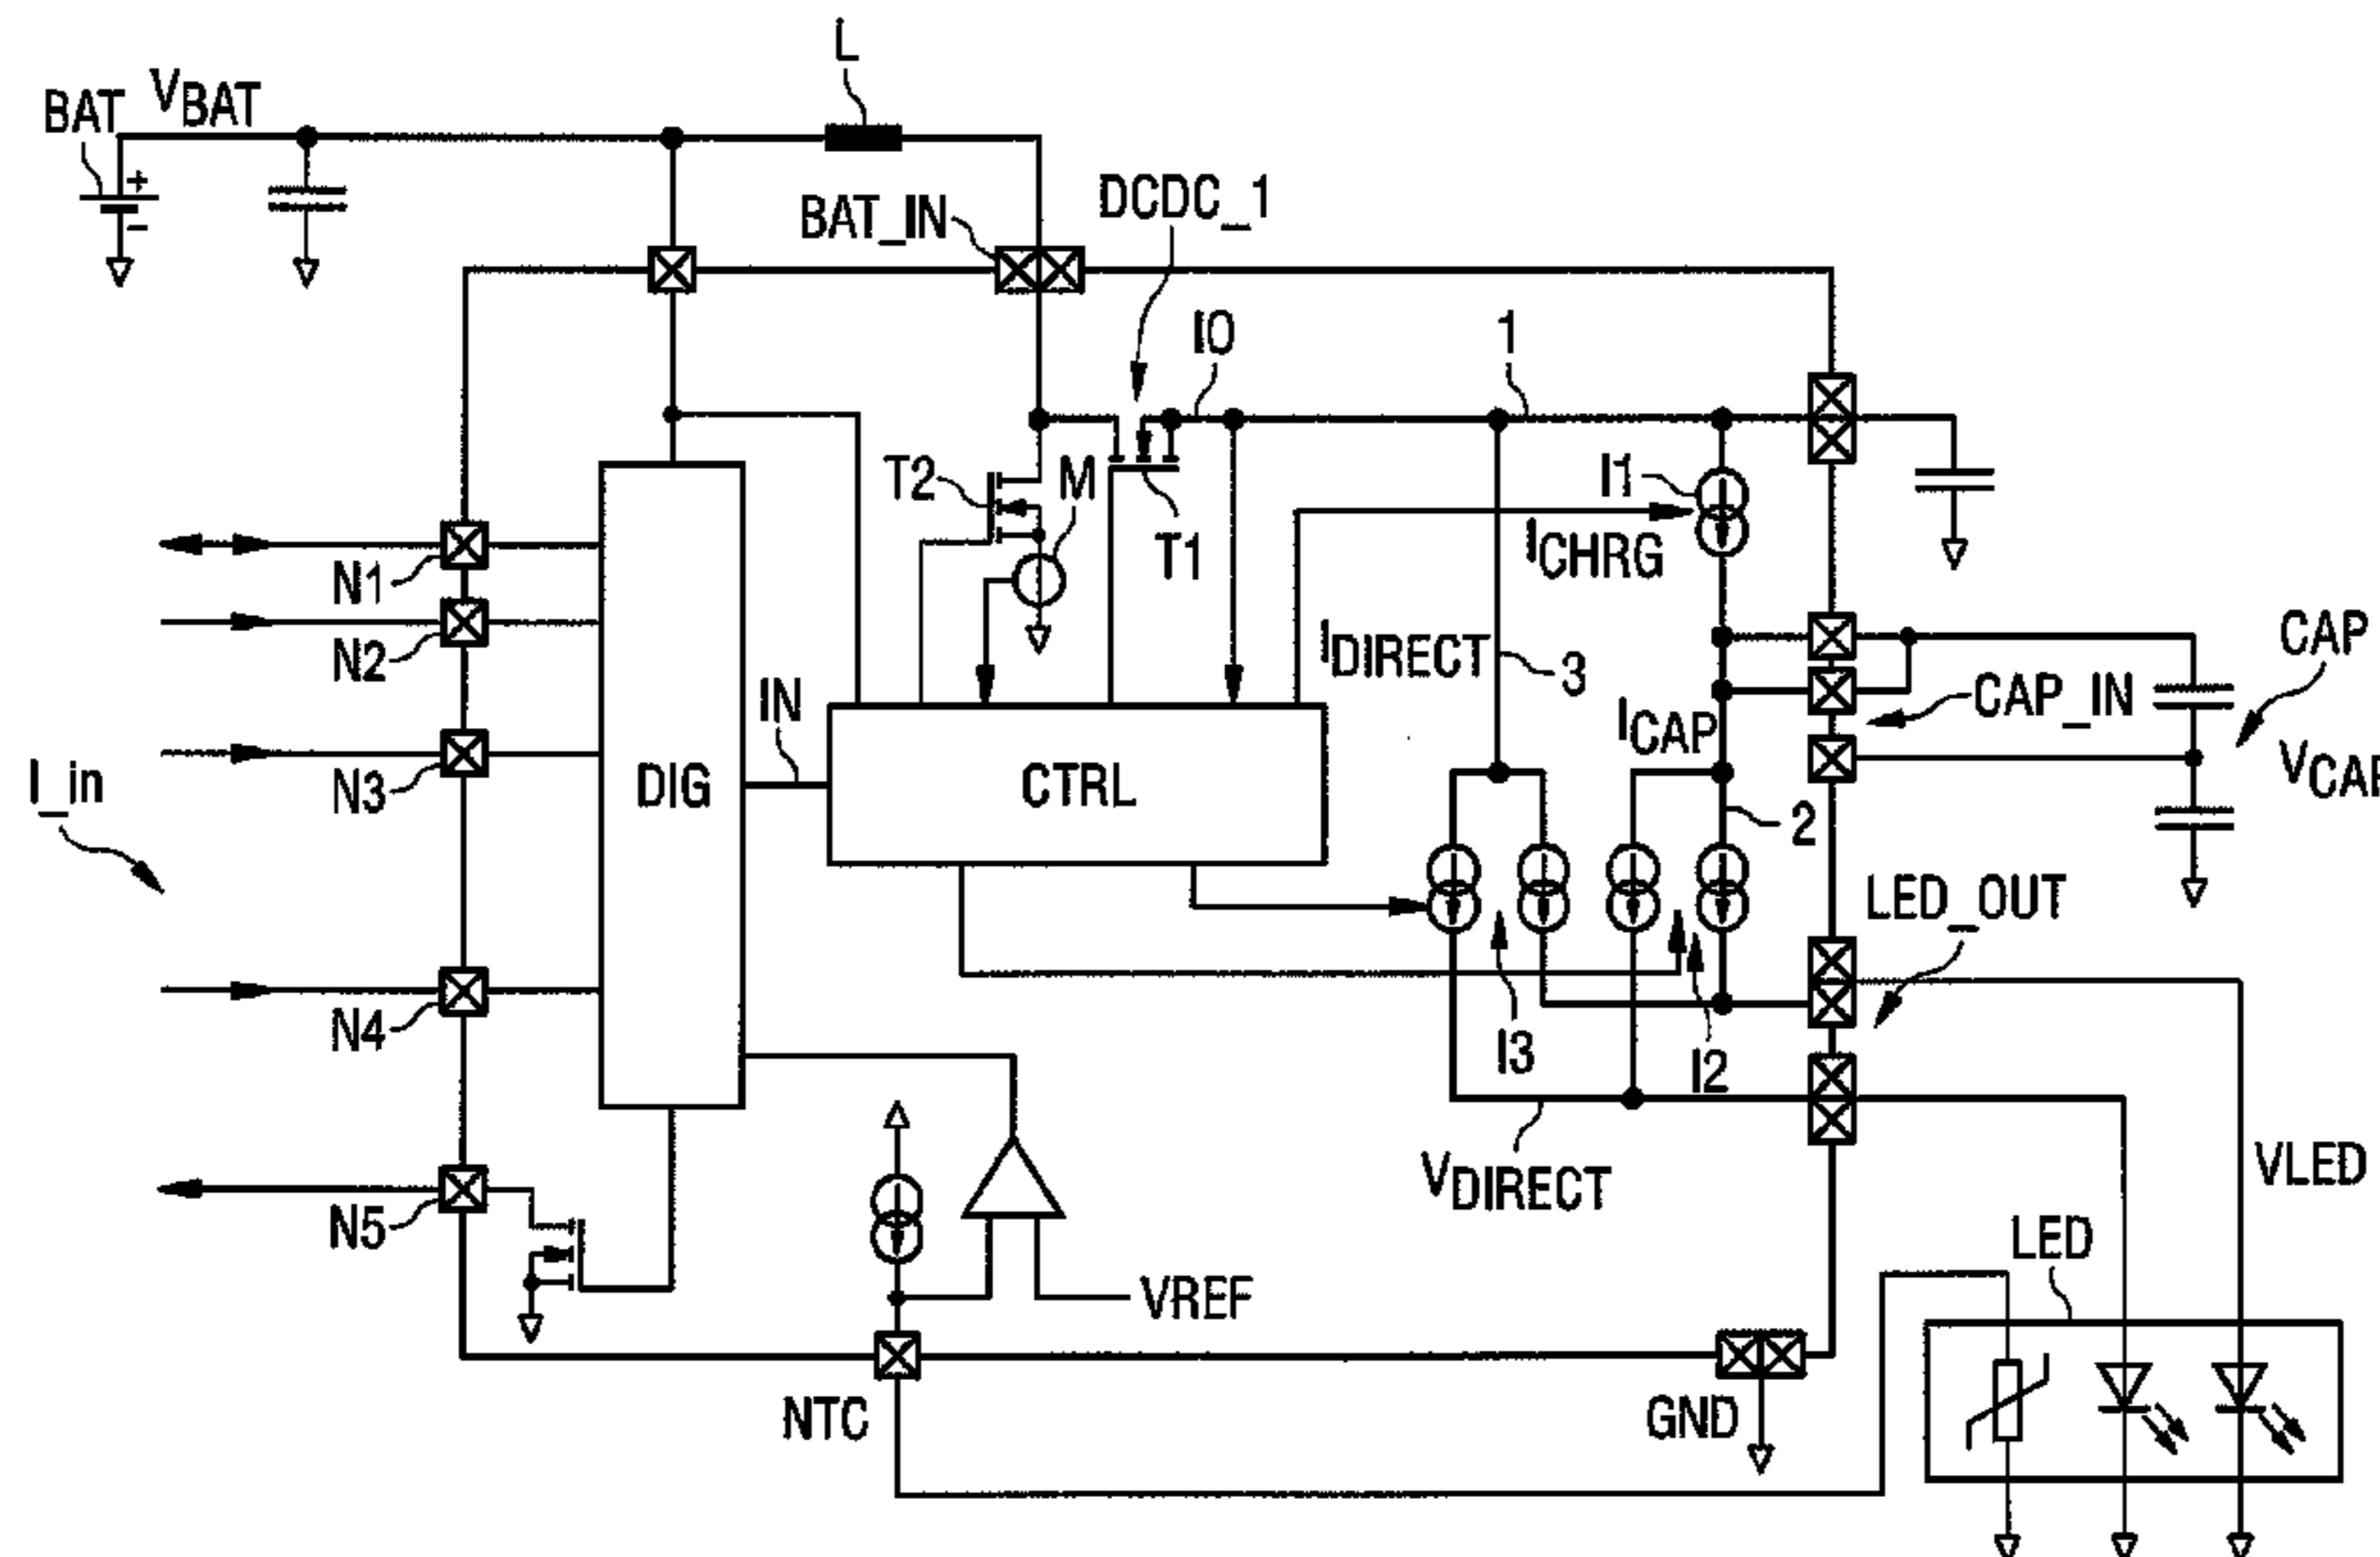 L
BAT
VBAT
+
-
BAT_IN
DCDC_1
I0
1
T2
M
T1
I1
ICHRG
N1
N2
N3
N4
N5
I_in
DIG
IN
CTRL
IDIRECT
3
ICAP
2
CAP
CAP_IN
LED_OUT
I3
I2
VDIRECT
VLED
LED
VREF
NTC
GND